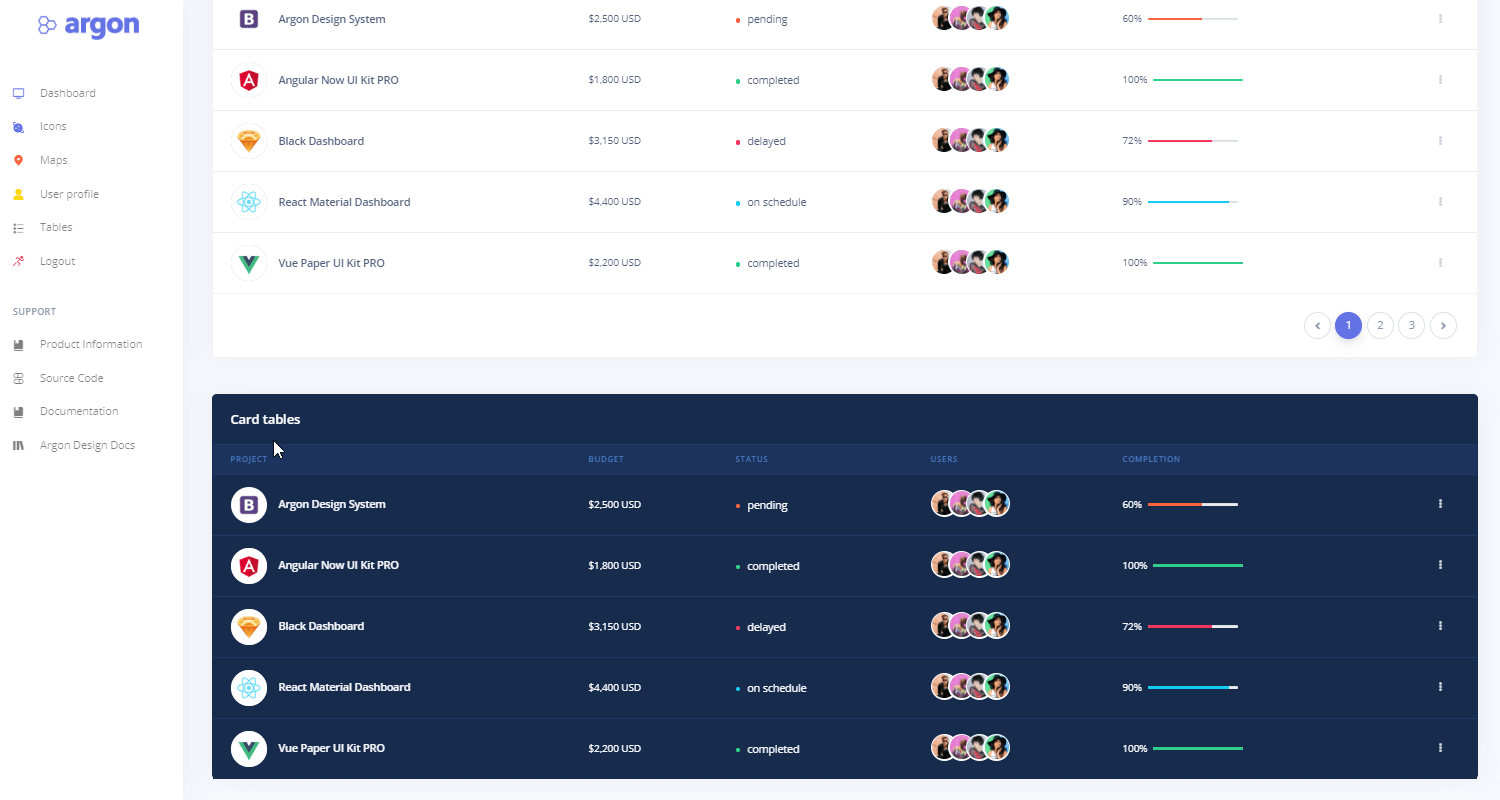 argon
Dashboard
Icons
Maps
User profile
Tables
Logout
SUPPORT
Product Information
Source Code
Documentation
Argon Design Docs
B Argon Design System $2,500 USD pending 60%
A Angular Now UI Kit PRO $1,800 USD completed 100%
Black Dashboard $3,150 USD delayed 72%
React Material Dashboard $4,400 USD on schedule 90%
Vue Paper UI Kit PRO $2,200 USD completed 100%
1 2 3
Card tables
PROJECT BUDGET STATUS USERS COMPLETION
B Argon Design System $2,500 USD pending 60%
A Angular Now UI Kit PRO $1,800 USD completed 100%
Black Dashboard $3,150 USD delayed 72%
React Material Dashboard $4,400 USD on schedule 90%
Vue Paper UI Kit PRO $2,200 USD completed 100%